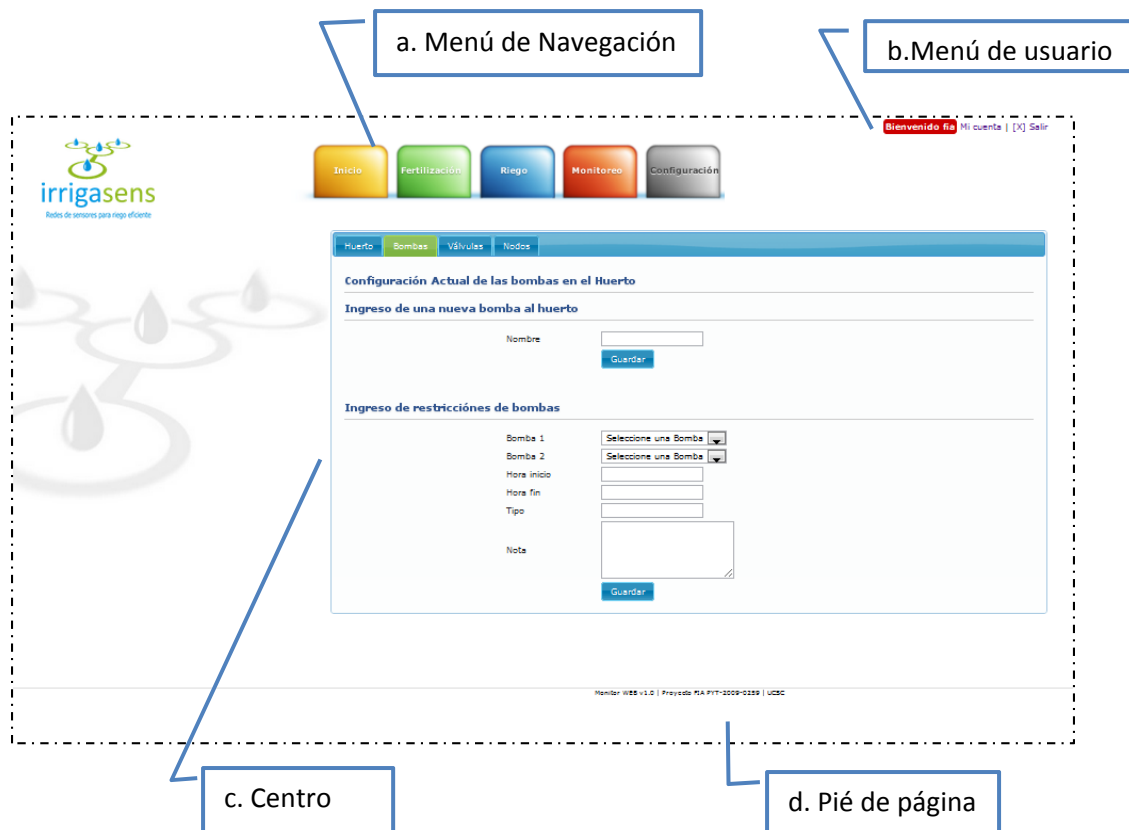 a. Menú de Navegación
b.Menú de usuario
Bienvenido fia Mi cuenta | [X] Salir
irrigasens
Redes de sensores para riego eficiente
Inicio
Fertilización
Riego
Monitoreo
Configuración
Huerto Bombas Válvulas Nodos
Configuración Actual de las bombas en el Huerto
Ingreso de una nueva bomba al huerto
Nombre
Guardar
Ingreso de restricciónes de bombas
Bomba 1 Seleccione una Bomba
Bomba 2 Seleccione una Bomba
Hora inicio
Hora fin
Tipo
Nota
Guardar
Monitor WEB v1.0 | Proyecto FIA PYT-2009-0259 | UCSC
c. Centro
d. Pié de página